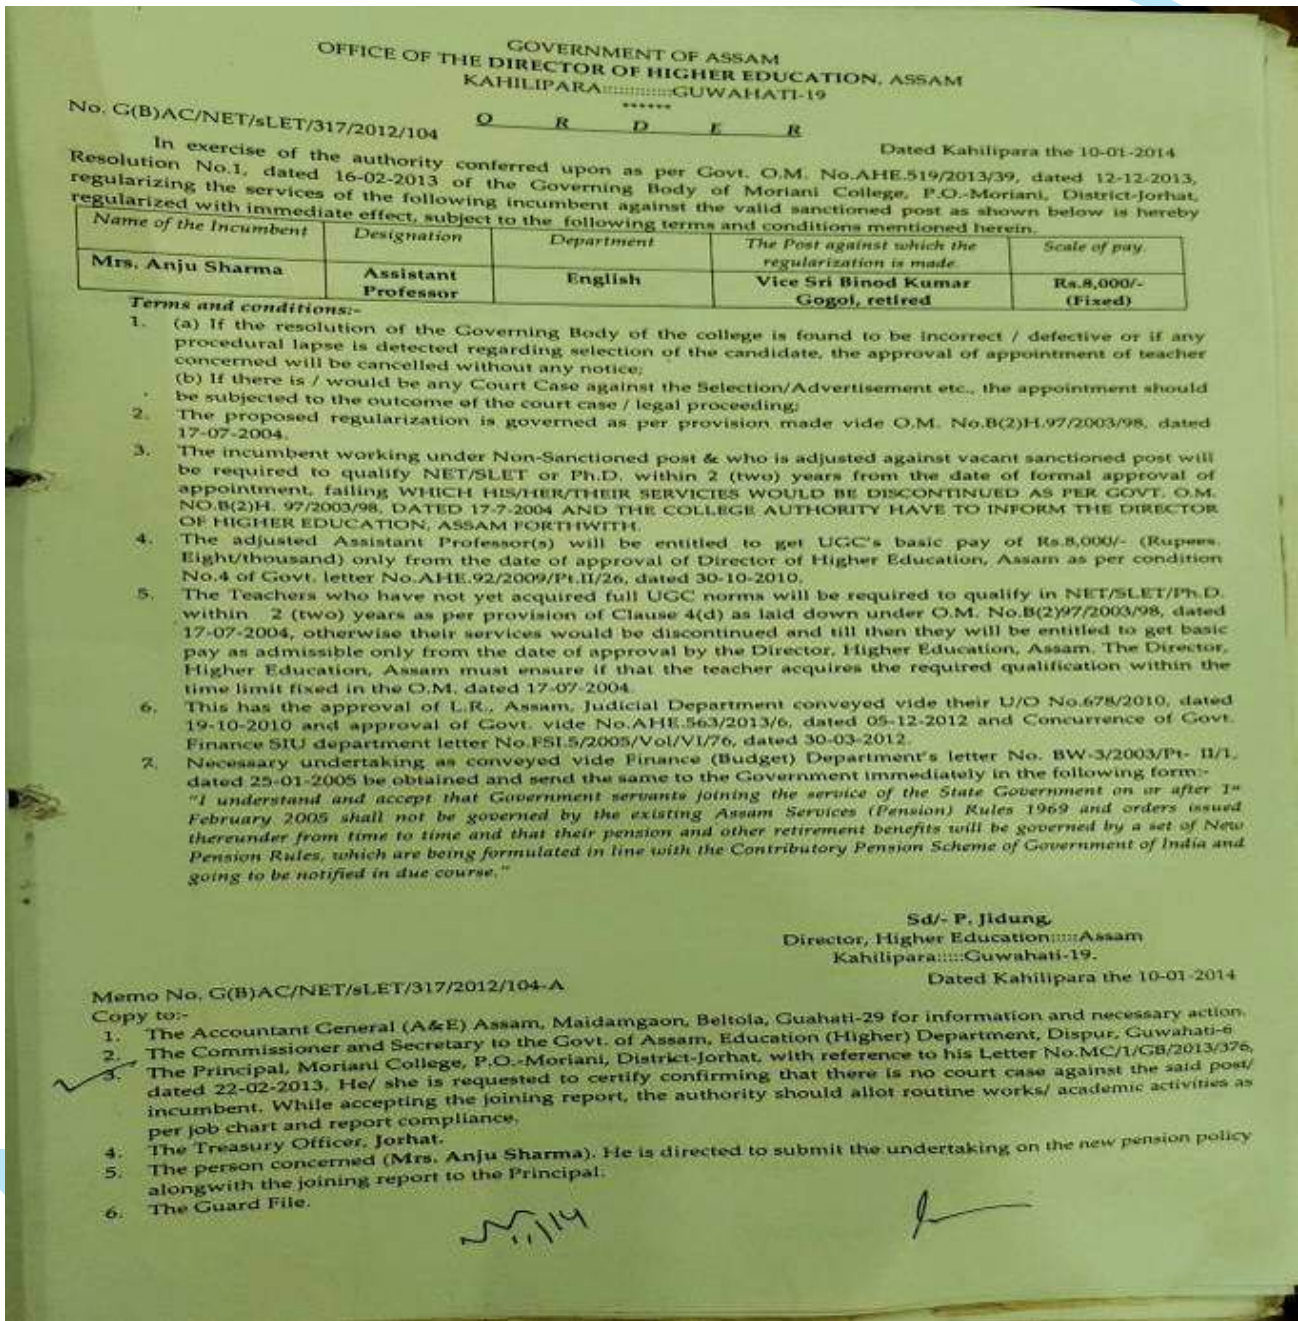 GOVERNMENT OF ASSAM
OFFICE OF THE DIRECTOR OF HIGHER EDUCATION, ASSAM
KAHILIPARA::::::::::::GUWAHATI-19
******
No. G(B)AC/NET/sLET/317/2012/104
O R D E R
Dated Kahilipara the 10-01-2014
In exercise of the authority conferred upon as per Govt. O.M. No.AHE.519/2013/39, dated 12-12-2013,
Resolution No.1, dated 16-02-2013 of the Governing Body of Moriani College, P.O.-Moriani, District-Jorhat,
regularizing the services of the following incumbent against the valid sanctioned post as shown below is hereby
regularized with immediate effect, subject to the following terms and conditions mentioned herein.
Name of the Incumbent Designation Department The Post against which the Scale of pay.
regularization is made.
Mrs. Anju Sharma Assistant English Vice Sri Binod Kumar Rs.8,000/-
Professor Gogoi, retired (Fixed)
Terms and conditions:-
1. (a) If the resolution of the Governing Body of the college is found to be incorrect / defective or if any
procedural lapse is detected regarding selection of the candidate, the approval of appointment of teacher
concerned will be cancelled without any notice;
(b) If there is / would be any Court Case against the Selection/Advertisement etc., the appointment should
be subjected to the outcome of the court case / legal proceeding;
2. The proposed regularization is governed as per provision made vide O.M. No.B(2)H.97/2003/98, dated
17-07-2004.
3. The incumbent working under Non-Sanctioned post & who is adjusted against vacant sanctioned post will
be required to qualify NET/SLET or Ph.D. within 2 (two) years from the date of formal approval of
appointment, failing WHICH HIS/HER/THEIR SERVICIES WOULD BE DISCONTINUED AS PER GOVT. O.M.
NO.B(2)H. 97/2003/98, DATED 17-7-2004 AND THE COLLEGE AUTHORITY HAVE TO INFORM THE DIRECTOR
OF HIGHER EDUCATION, ASSAM FORTHWITH.
4. The adjusted Assistant Professor(s) will be entitled to get UGC's basic pay of Rs.8,000/- (Rupees.
Eight/thousand) only from the date of approval of Director of Higher Education, Assam as per condition
No.4 of Govt. letter No.AHE.92/2009/Pt.II/26, dated 30-10-2010.
5. The Teachers who have not yet acquired full UGC norms will be required to qualify in NET/SLET/Ph.D.
within 2 (two) years as per provision of Clause 4(d) as laid down under O.M. No.B(2)97/2003/98, dated
17-07-2004, otherwise their services would be discontinued and till then they will be entitled to get basic
pay as admissible only from the date of approval by the Director, Higher Education, Assam. The Director,
Higher Education, Assam must ensure if that the teacher acquires the required qualification within the
time limit fixed in the O.M. dated 17-07-2004.
6. This has the approval of L.R., Assam, Judicial Department conveyed vide their U/O No.678/2010, dated
19-10-2010 and approval of Govt. vide No.AHE.563/2013/6, dated 05-12-2012 and Concurrence of Govt.
Finance SIU department letter No.FSI.5/2005/Vol/VI/76, dated 30-03-2012.
7. Necessary undertaking as conveyed vide Finance (Budget) Department's letter No. BW-3/2003/Pt- II/1,
dated 25-01-2005 be obtained and send the same to the Government immediately in the following form:-
"I understand and accept that Government servants joining the service of the State Government on or after 1st
February 2005 shall not be governed by the existing Assam Services (Pension) Rules 1969 and orders issued
thereunder from time to time and that their pension and other retirement benefits will be governed by a set of New
Pension Rules, which are being formulated in line with the Contributory Pension Scheme of Government of India and
going to be notified in due course."
Sd/- P. Jidung,
Director, Higher Education:::::Assam
Kahilipara:::::Guwahati-19.
Memo No. G(B)AC/NET/sLET/317/2012/104-A Dated Kahilipara the 10-01-2014
Copy to:-
1. The Accountant General (A&E) Assam, Maidamgaon, Beltola, Guahati-29 for information and necessary action.
2. The Commissioner and Secretary to the Govt. of Assam, Education (Higher) Department, Dispur, Guwahati-6
3. The Principal, Moriani College, P.O.-Moriani, District-Jorhat, with reference to his Letter No.MC/1/GB/2013/376,
dated 22-02-2013. He/ she is requested to certify confirming that there is no court case against the said post/
incumbent. While accepting the joining report, the authority should allot routine works/ academic activities as
per job chart and report compliance.
4. The Treasury Officer, Jorhat.
5. The person concerned (Mrs. Anju Sharma). He is directed to submit the undertaking on the new pension policy
alongwith the joining report to the Principal.
6. The Guard File.